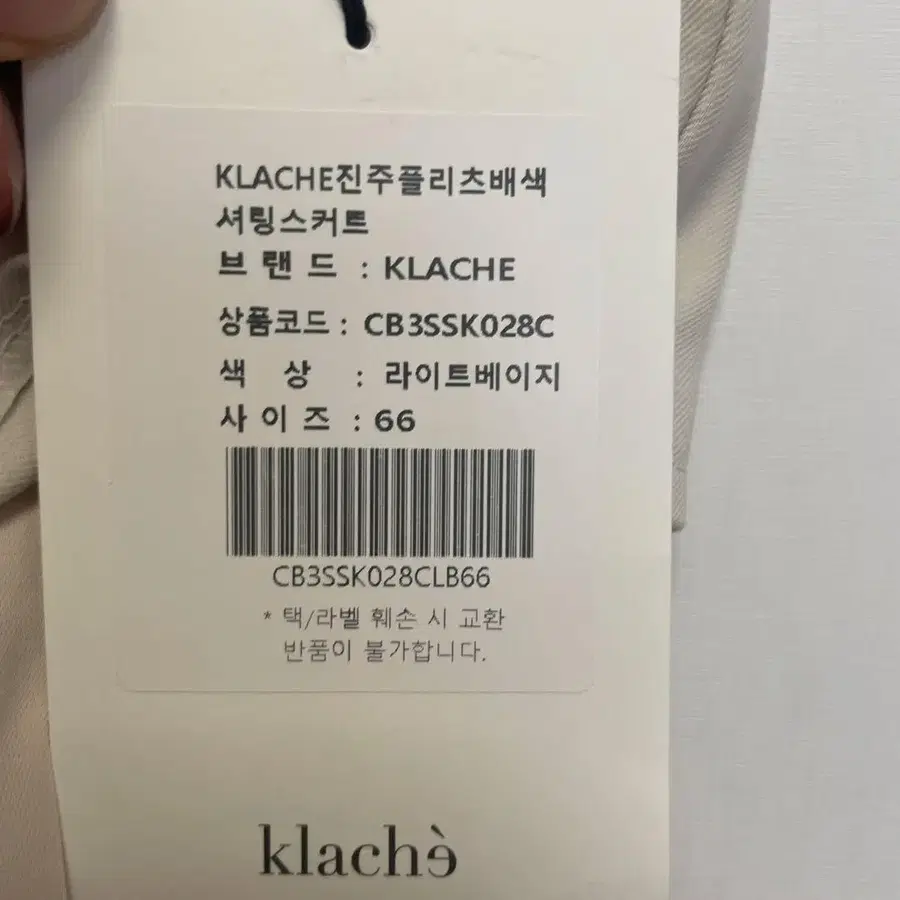 KLACHE진주플리츠배색
셔링스커트
브 랜 드 : KLACHE
상품코드 : CB3SSK028C
색 상 : 라이트베이지
사 이 즈 : 66
CB3SSK028CLB66
* 택/라벨 훼손 시 교환
반품이 불가합니다.
klachè